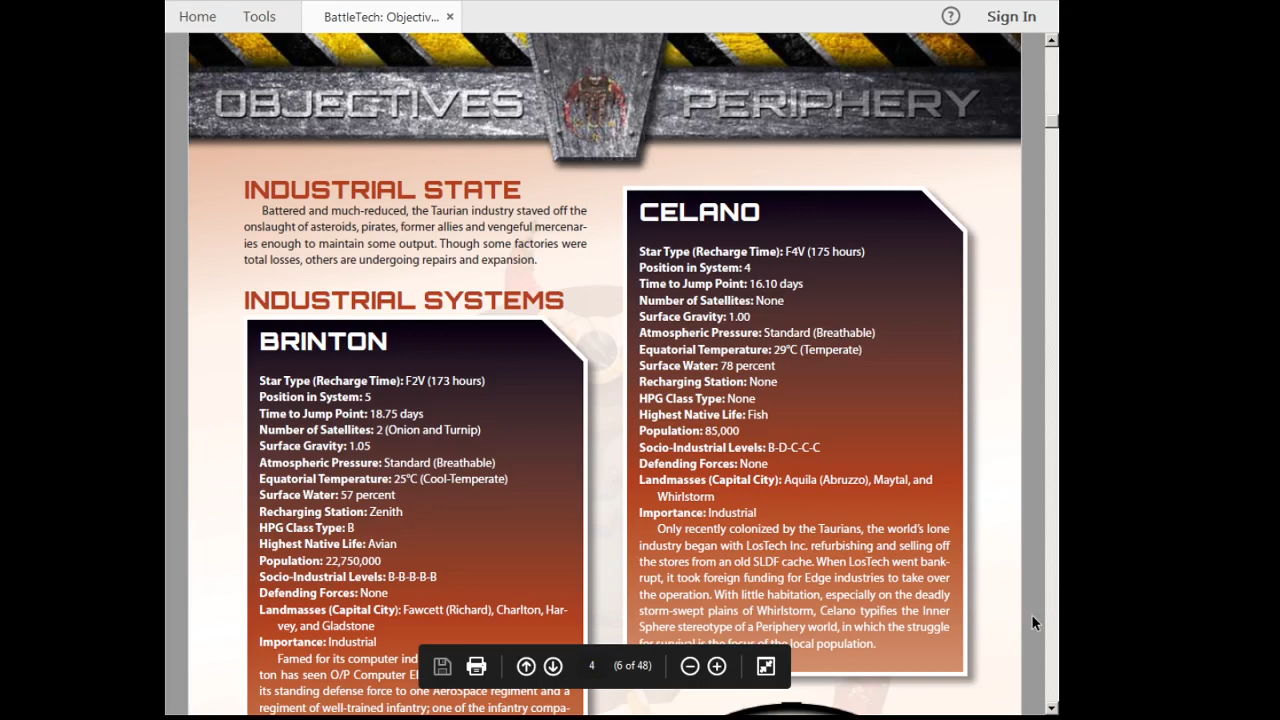 Home
Tools
BattleTech: Objectiv...
×
?
Sign In
OBJECTIVES
PERIPHERY
INDUSTRIAL STATE
Battered and much-reduced, the Taurian industry staved off the
onslaught of asteroids, pirates, former allies and vengeful mercenar-
ies enough to maintain some output. Though some factories were
total losses, others are undergoing repairs and expansion.
INDUSTRIAL SYSTEMS
BRINTON
Star Type (Recharge Time): F2V (173 hours)
Position in System: 5
Time to Jump Point: 18.75 days
Number of Satellites: 2 (Onion and Turnip)
Surface Gravity: 1.05
Atmospheric Pressure: Standard (Breathable)
Equatorial Temperature: 25°C (Cool-Temperate)
Surface Water: 57 percent
Recharging Station: Zenith
HPG Class Type: B
Highest Native Life: Avian
Population: 22,750,000
Socio-Industrial Levels: B-B-B-B-B
Defending Forces: None
Landmasses (Capital City): Fawcett (Richard), Charlton, Har-
vey, and Gladstone
Importance: Industrial
Famed for its computer ind
ton has seen O/P Computer El
its standing defense force to one AeroSpace regiment and a
regiment of well-trained infantry; one of the infantry compa-
CELANO
Star Type (Recharge Time): F4V (175 hours)
Position in System: 4
Time to Jump Point: 16.10 days
Number of Satellites: None
Surface Gravity: 1.00
Atmospheric Pressure: Standard (Breathable)
Equatorial Temperature: 29°C (Temperate)
Surface Water: 78 percent
Recharging Station: None
HPG Class Type: None
Highest Native Life: Fish
Population: 85,000
Socio-Industrial Levels: B-D-C-C-C
Defending Forces: None
Landmasses (Capital City): Aquila (Abruzzo), Maytal, and
Whirlstorm
Importance: Industrial
Only recently colonized by the Taurians, the world's lone
industry began with LosTech Inc. refurbishing and selling off
the stores from an old SLDF cache. When LosTech went bank-
rupt, it took foreign funding for Edge industries to take over
the operation. With little habitation, especially on the deadly
storm-swept plains of Whirlstorm, Celano typifies the Inner
Sphere stereotype of a Periphery world, in which the struggle
for survival is the focus of the local population.
4
(6 of 48)